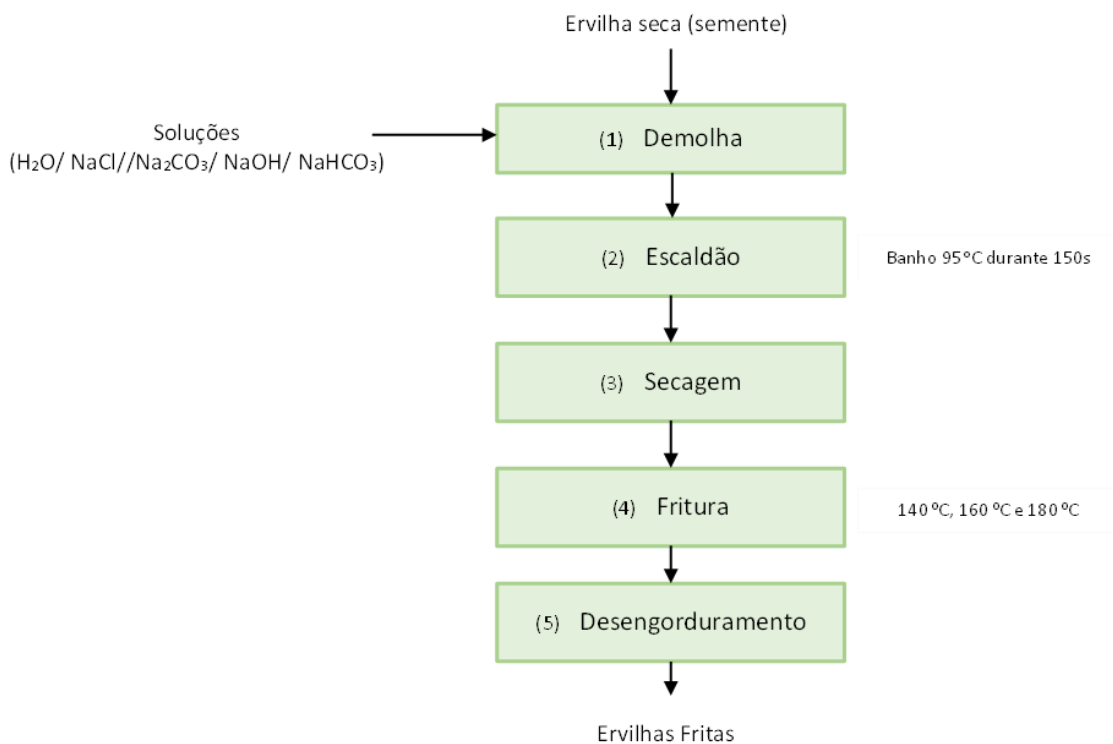 Ervilha seca (semente)
Soluções
(H₂O/ NaCl//Na₂CO₃/ NaOH/ NaHCO₃)
(1) Demolha
(2) Escaldão
Banho 95°C durante 150s
(3) Secagem
(4) Fritura
140 ºC, 160 ºC e 180 ºC
(5) Desengorduramento
Ervilhas Fritas